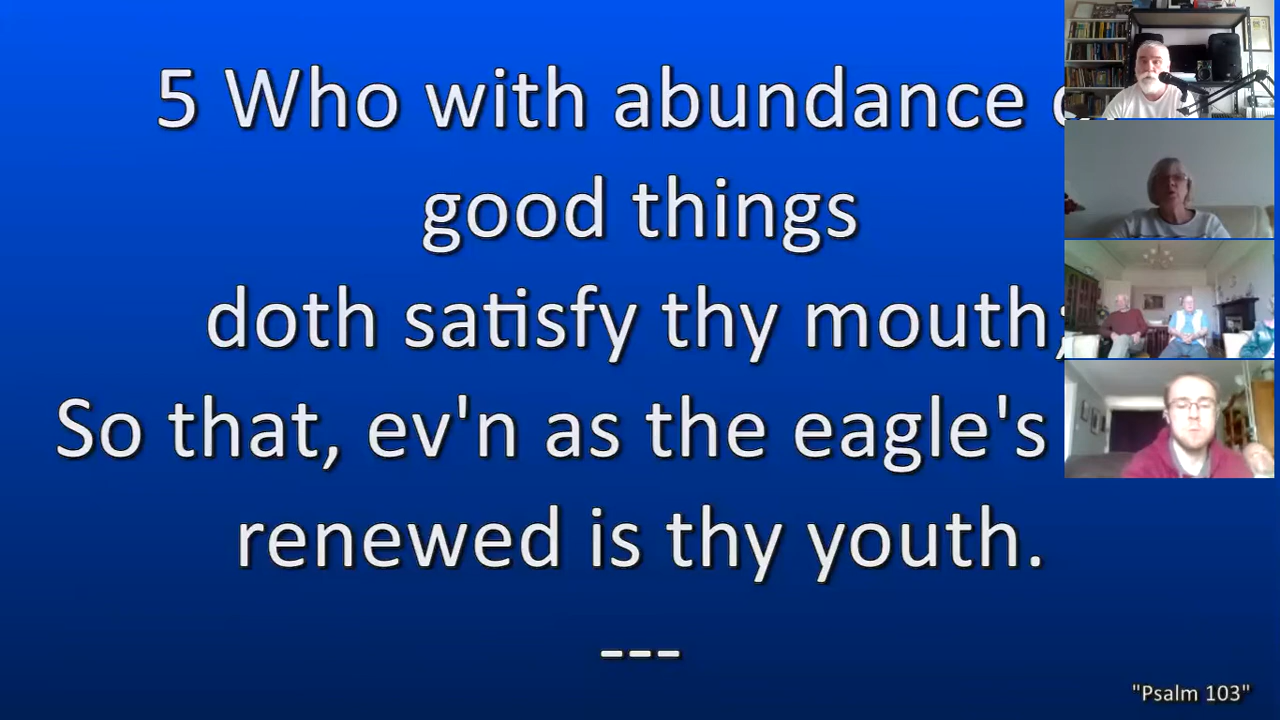 5 Who with abundance
good things
doth satisfy thy mouth;
So that, ev'n as the eagle's
renewed is thy youth.
---
"Psalm 103"